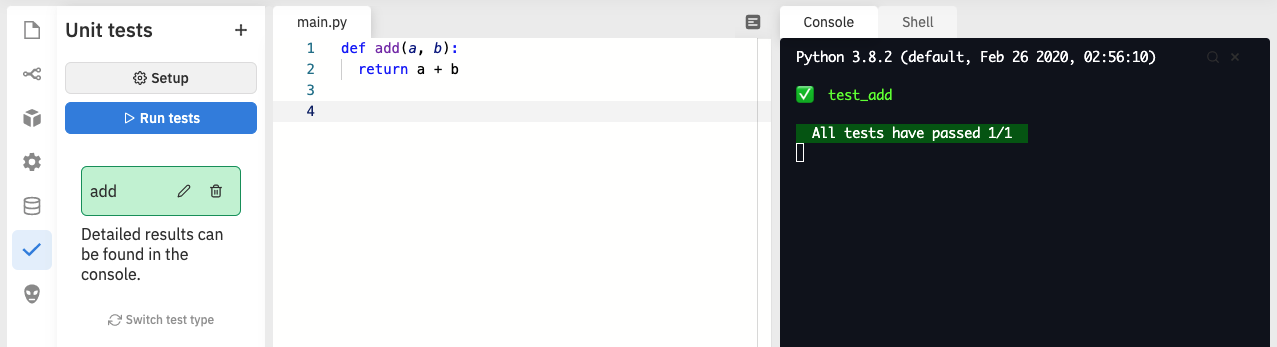 Unit tests +
Setup
Run tests
add
Detailed results can
be found in the
console.
Switch test type
main.py
1 def add(a, b):
2   return a + b
3
4
Console
Shell
Python 3.8.2 (default, Feb 26 2020, 02:56:10)
✅ test_add
All tests have passed 1/1